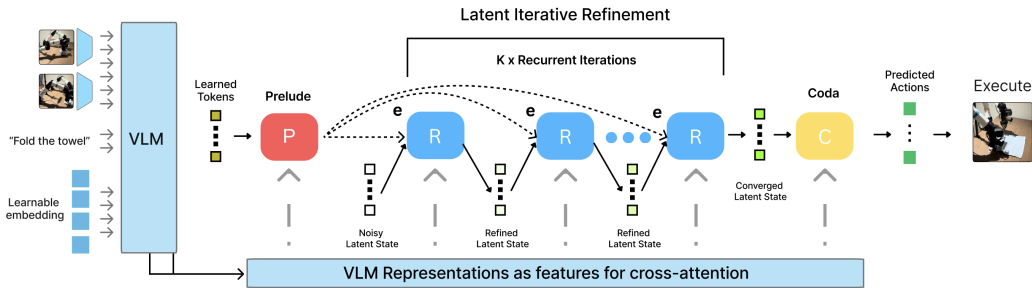 Latent Iterative Refinement
K x Recurrent Iterations
"Fold the towel"
Learnable
embedding
VLM
Learned
Tokens
Prelude
P
e
R
e
R
e
R
Noisy
Latent State
Refined
Latent State
Refined
Latent State
Converged
Latent State
Coda
C
Predicted
Actions
Execute
VLM Representations as features for cross-attention